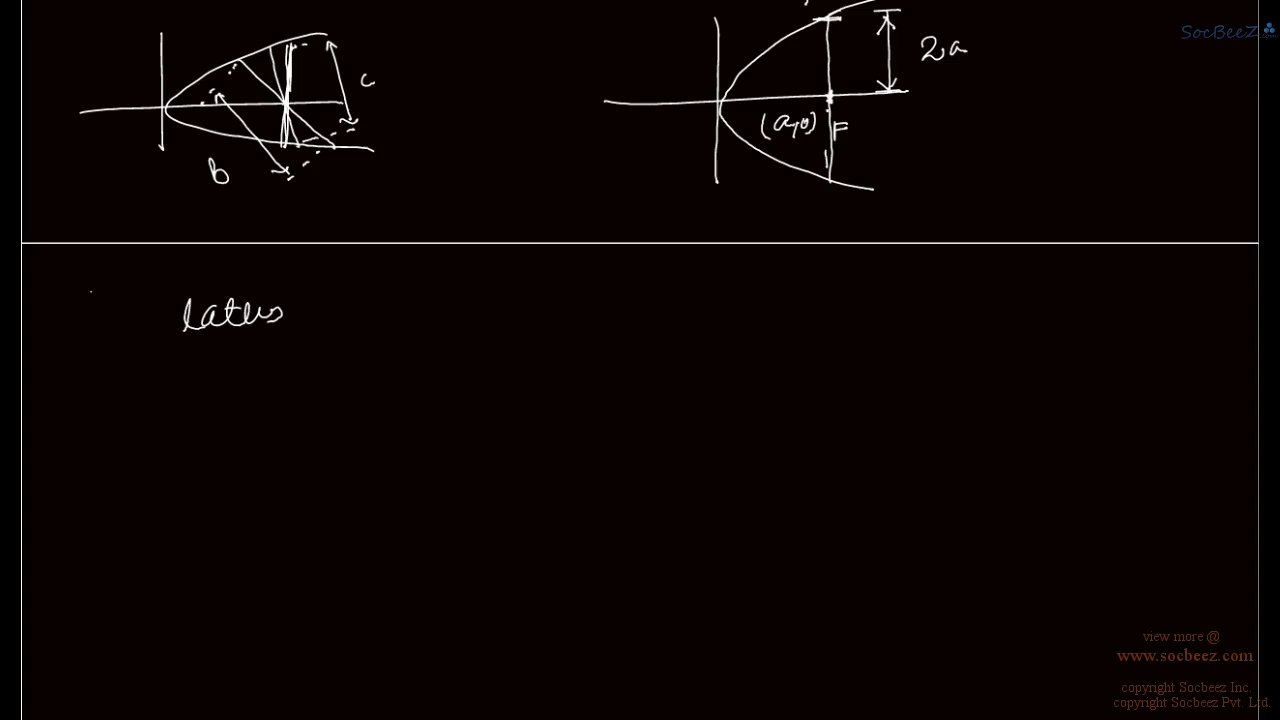 SocBeeZ
2a
c
(a,0) F
b
latus
view more @
www.socbeez.com
copyright Socbeez Inc.
copyright Socbeez Pvt. Ltd.